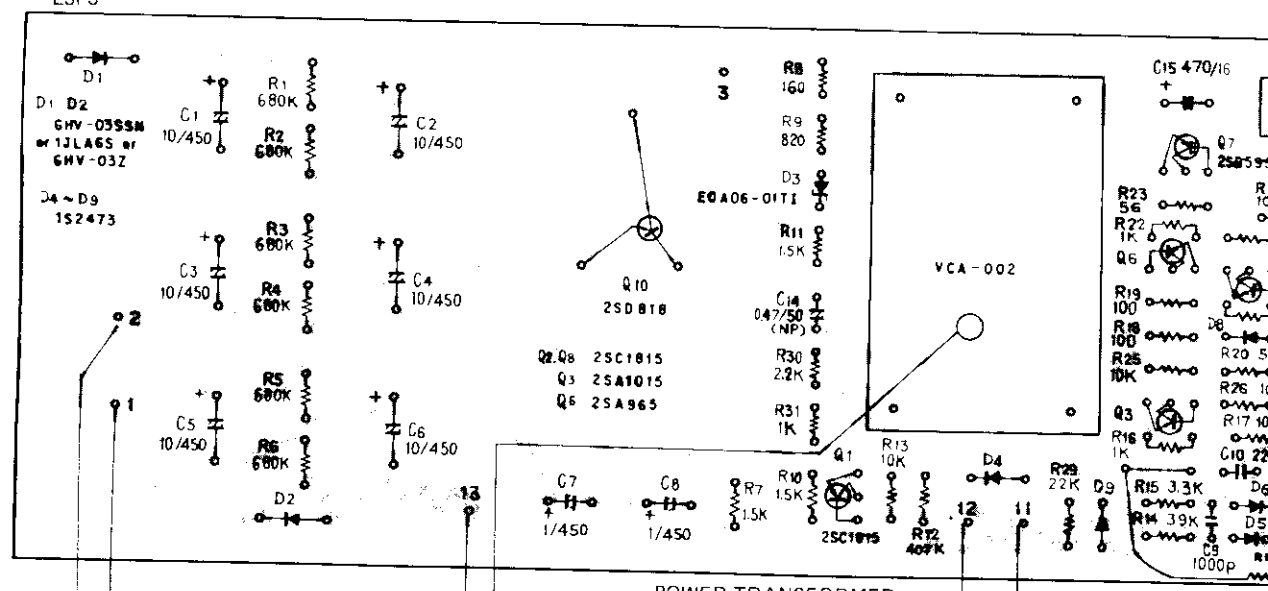 D1
D1 D2
GHV-03SSN
or 1JLA6S or
GHV-03Z
D4 ~ D9
1S2473
2
1
+
C1
10/450
R1
680K
R2
680K
+
C2
10/450
+
C3
10/450
R3
680K
R4
680K
+
C4
10/450
+
C5
10/450
R5
680K
R6
680K
+
C6
10/450
D2
13
Q10
2SD818
Q2.Q8 2SC1815
Q3 2SA1015
Q6 2SA965
C7
+
1/450
C8
+
1/450
R7
1.5K
3
R8
160
R9
820
D3
R11
1.5K
C14
0.47/50
(NP)
R30
2.2K
R31
1K
R10
1.5K
Q1
2SC1815
R13
10K
R12
VCA-002
D4
12
11
R29
22K
D9
C15 470/16
+
Q7
R23
56
R22
1K
Q6
R19
100
R18
100
R25
10K
Q3
R16
1K
R15 3.3K
R14 39K
C9
1000p
D8
R20
R26
R17
C10
D6
D5